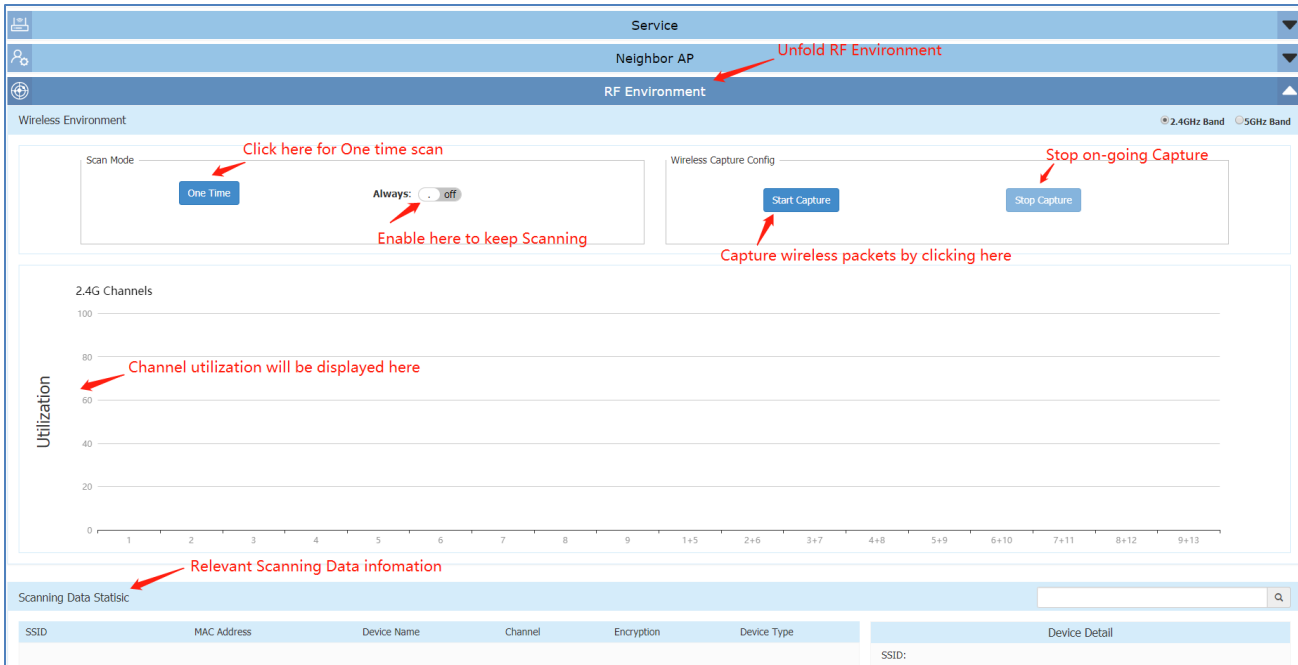 Service
Neighbor AP
Unfold RF Environment
RF Environment
Wireless Environment
2.4GHz Band 5GHz Band
Scan Mode
Click here for One time scan
One Time
Always: . off
Enable here to keep Scanning
Wireless Capture Config
Stop on-going Capture
Start Capture
Stop Capture
Capture wireless packets by clicking here
2.4G Channels
100
80
Channel utilization will be displayed here
60
Utilization
40
20
0
1 2 3 4 5 6 7 8 9 1+5 2+6 3+7 4+8 5+9 6+10 7+11 8+12 9+13
Relevant Scanning Data infomation
Scanning Data Statisic
SSID MAC Address Device Name Channel Encryption Device Type
Device Detail
SSID: